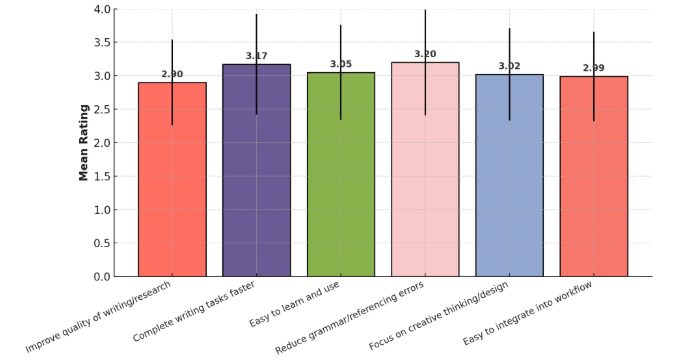 4.0
3.5
3.0
2.5
2.0
1.5
1.0
0.5
0.0
Mean Rating
2.90
3.17
3.05
3.20
3.02
2.99
Improve quality of writing/research
Complete writing tasks faster
Easy to learn and use
Reduce grammar/referencing errors
Focus on creative thinking/design
Easy to integrate into workflow